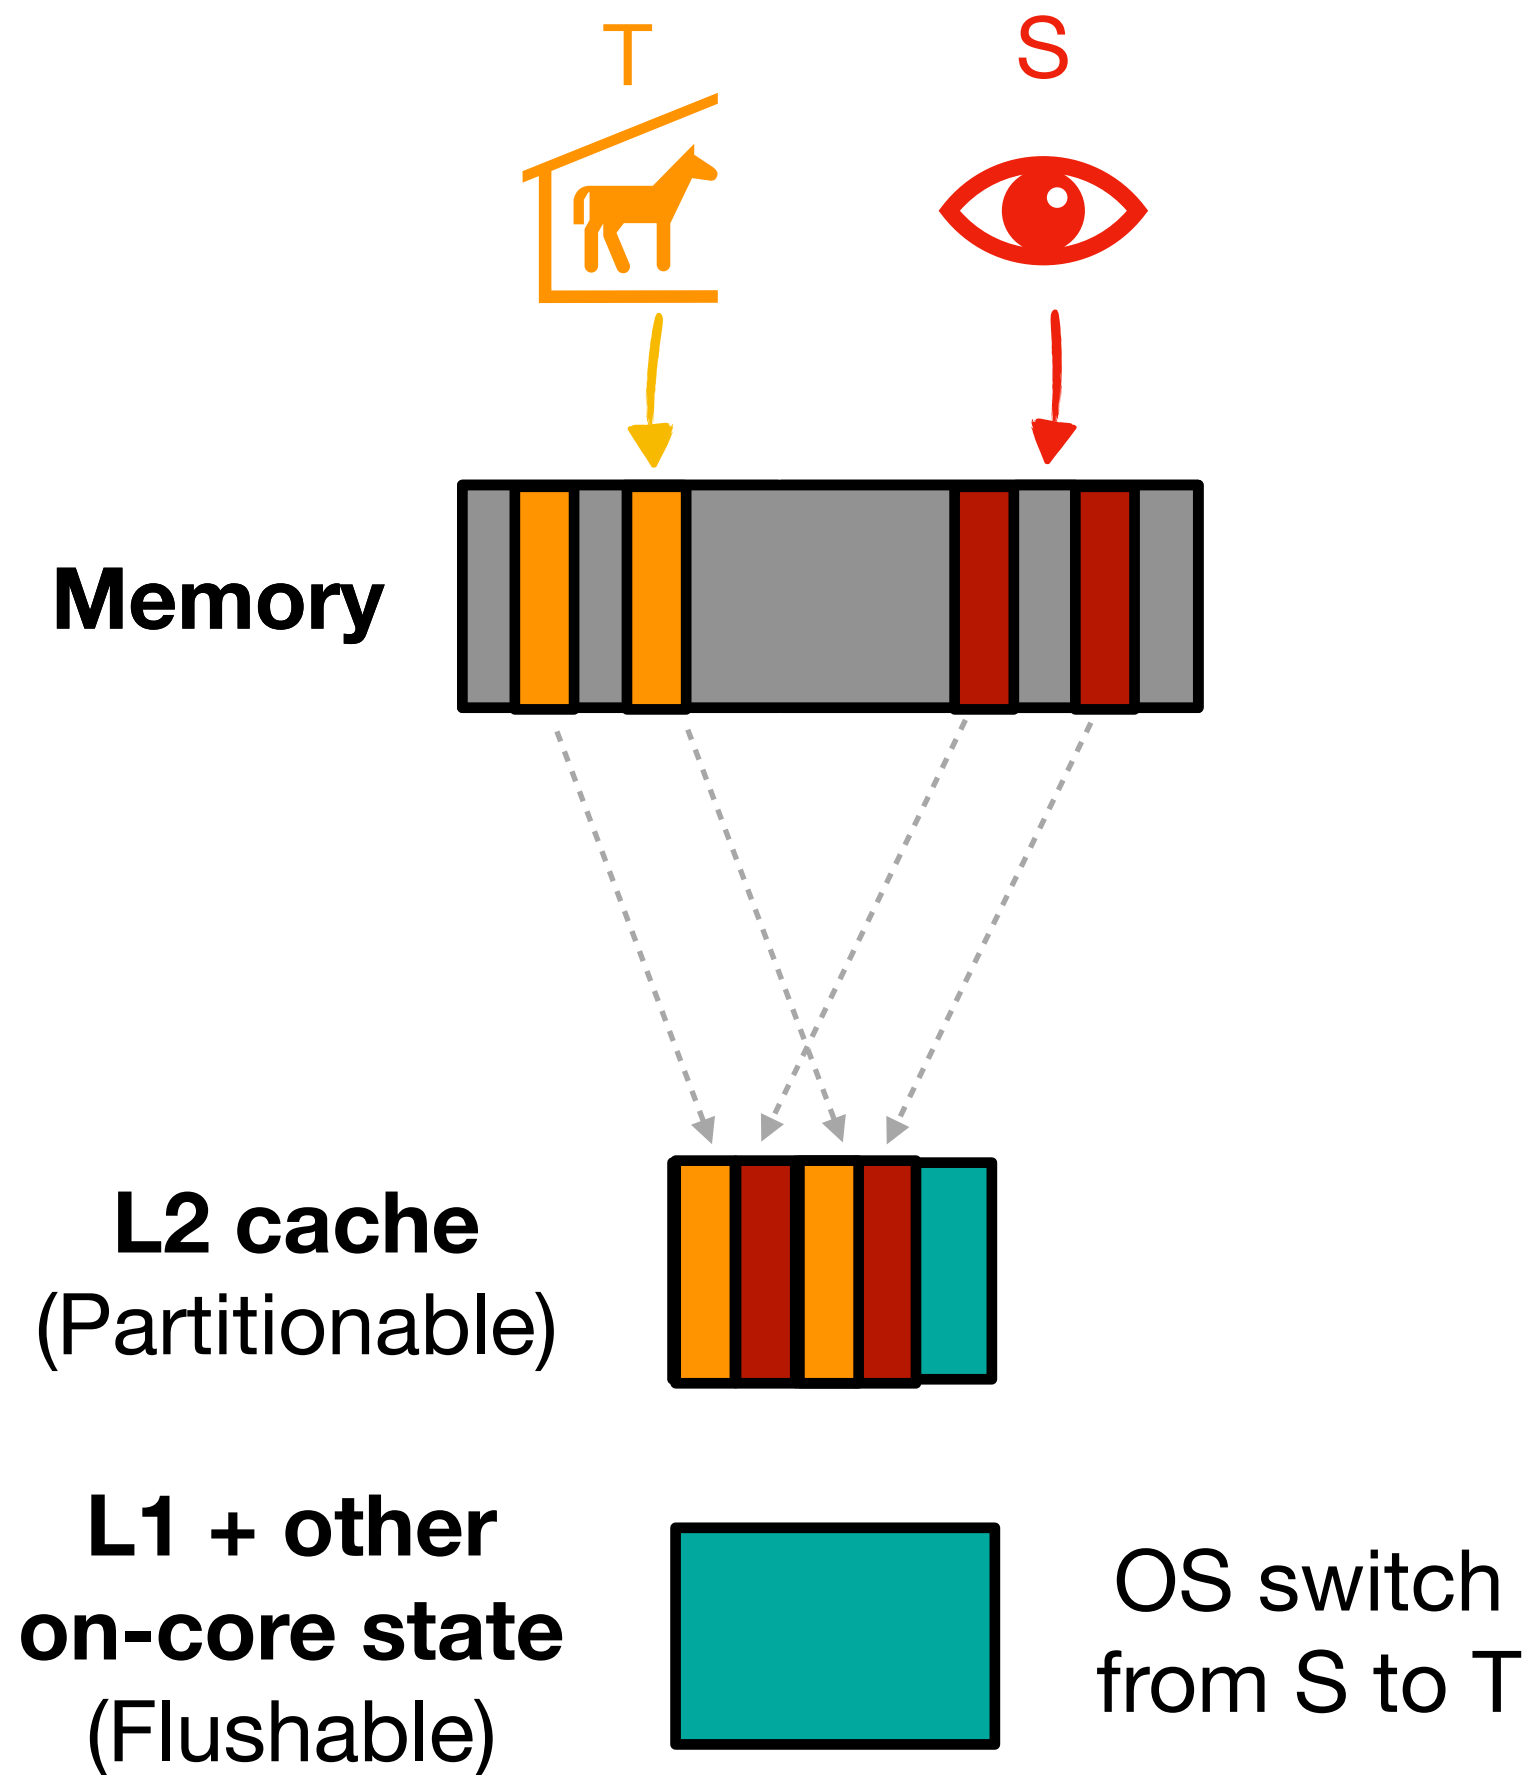 T
S
Memory
L2 cache
(Partitionable)
L1 + other
on-core state
(Flushable)
OS switch
from S to T